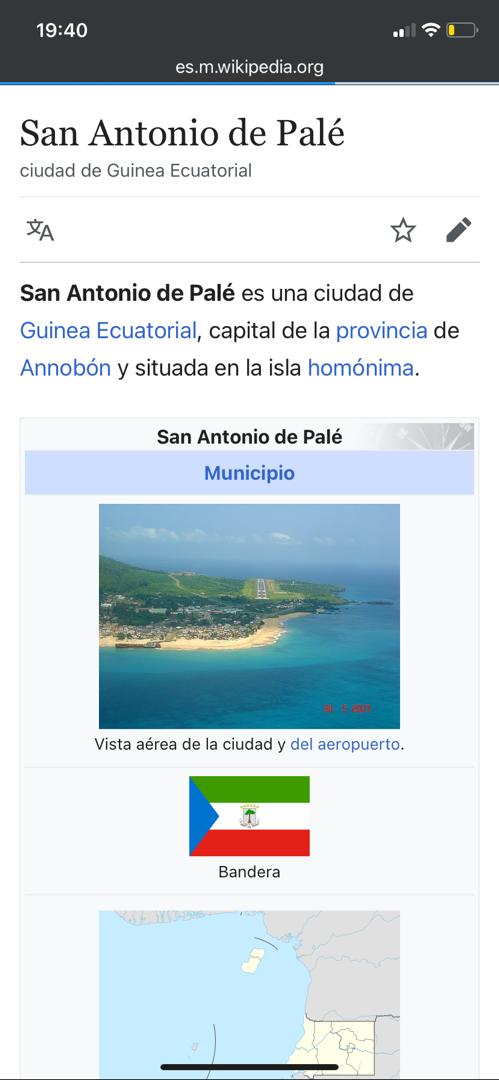 19:40
es.m.wikipedia.org
San Antonio de Palé
ciudad de Guinea Ecuatorial
San Antonio de Palé es una ciudad de
Guinea Ecuatorial, capital de la provincia de
Annobón y situada en la isla homónima.
San Antonio de Palé
Municipio
Vista aérea de la ciudad y del aeropuerto.
Bandera